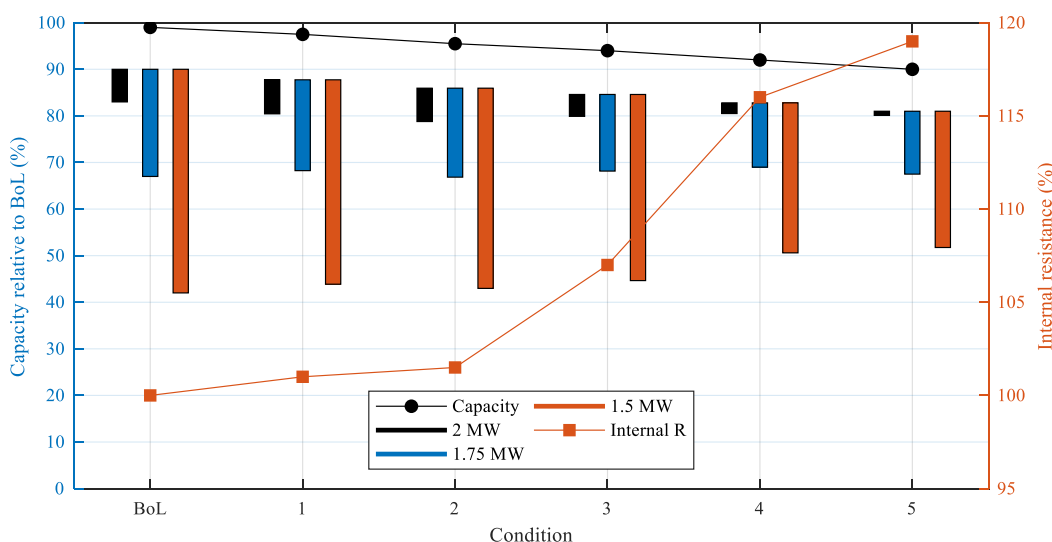 100
90
80
70
60
50
40
30
20
10
0
Capacity relative to BoL (%)
120
115
110
105
100
95
Internal resistance (%)
Capacity
2 MW
1.75 MW
1.5 MW
Internal R
BoL 1 2 3 4 5
Condition